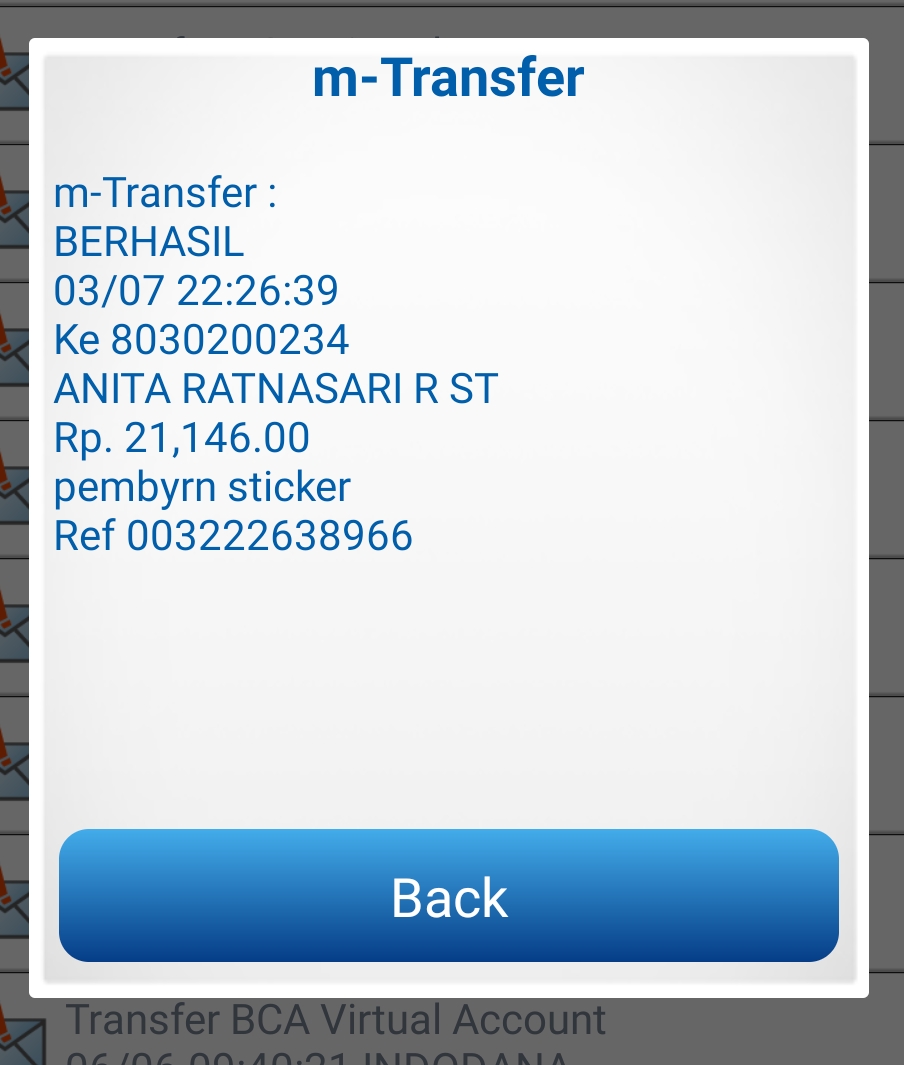 m-Transfer
m-Transfer :
BERHASIL
03/07 22:26:39
Ke 8030200234
ANITA RATNASARI R ST
Rp. 21,146.00
pembyrn sticker
Ref 003222638966
Back
Transfer BCA Virtual Account
06/06 09:40:21 INDODANA